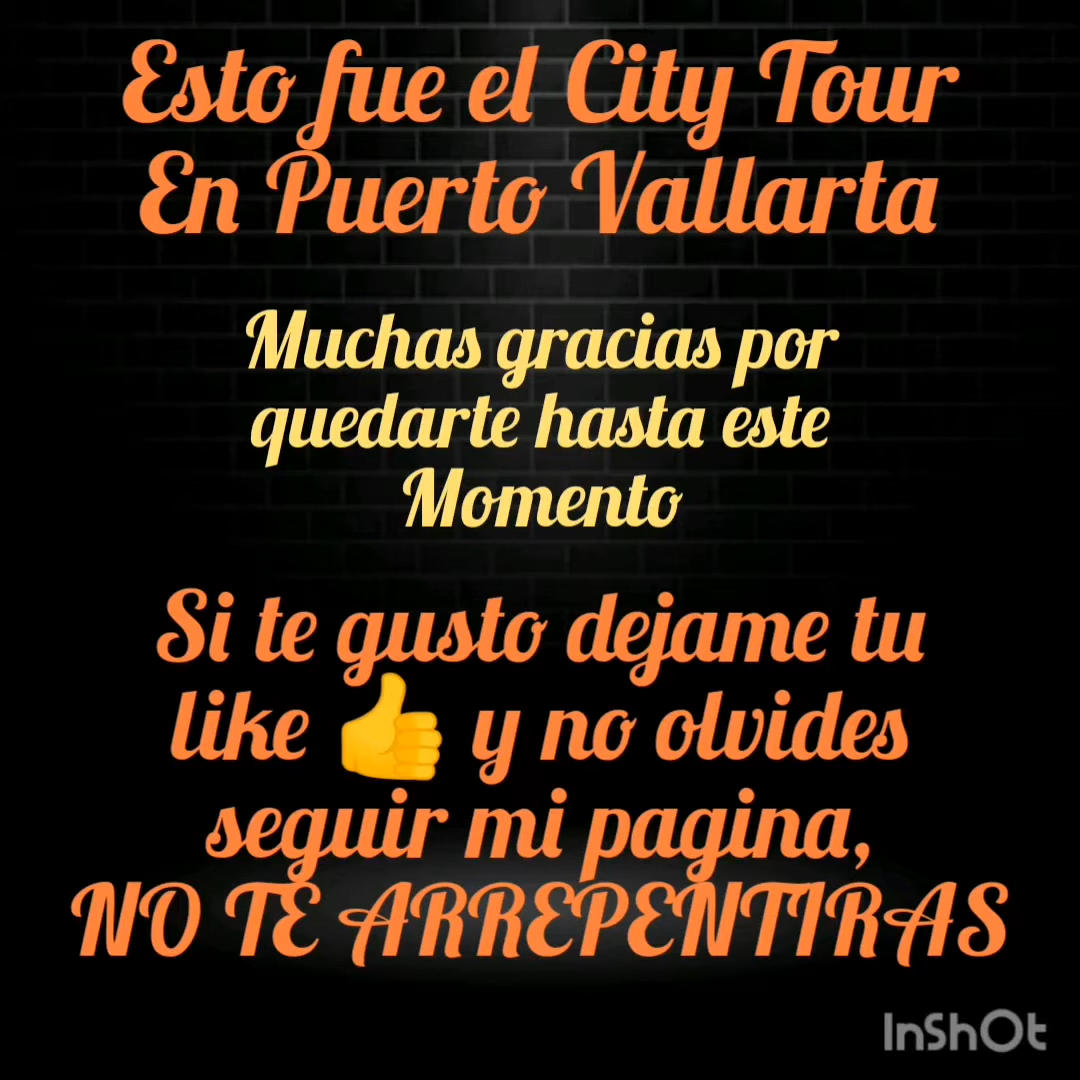 Esto fue el City Tour
En Puerto Vallarta
Muchas gracias por
quedarte hasta este
Momento
Si te gusto dejame tu
like 👍 y no olvides
seguir mi pagina,
NO TE ARREPENTIRAS
InShOt